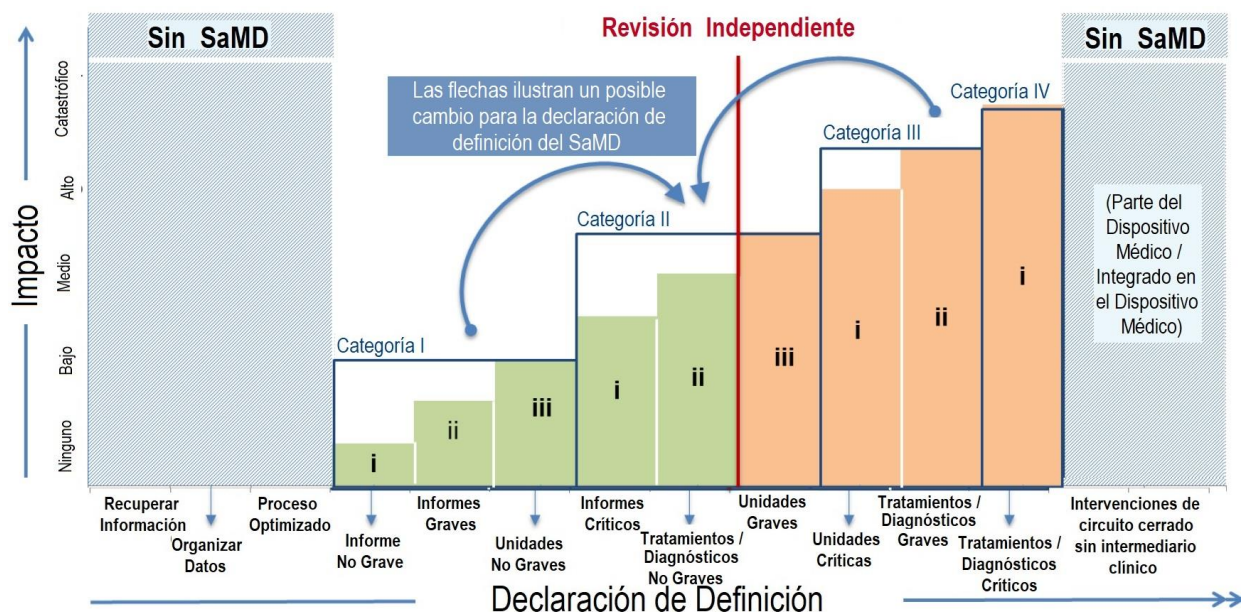 Sin SaMD
Revisión Independiente
Sin SaMD
Las flechas ilustran un posible
cambio para la declaración de
definición del SaMD
Categoría IV
Categoría III
Categoría II
Categoría I
Impacto
Catastrófico
Alto
Medio
Bajo
Ninguno
(Parte del
Dispositivo
Médico /
Integrado en
el Dispositivo
Médico)
i
ii
iii
i
ii
iii
i
ii
i
Recuperar
Información
Organizar
Datos
Proceso
Optimizado
Informe
No Grave
Informes
Graves
Unidades
No Graves
Informes
Críticos
Tratamientos /
Diagnósticos
No Graves
Unidades
Graves
Unidades
Críticas
Tratamientos /
Diagnósticos
Graves
Tratamientos /
Diagnósticos
Críticos
Intervenciones de
circuito cerrado
sin intermediario
clínico
Declaración de Definición